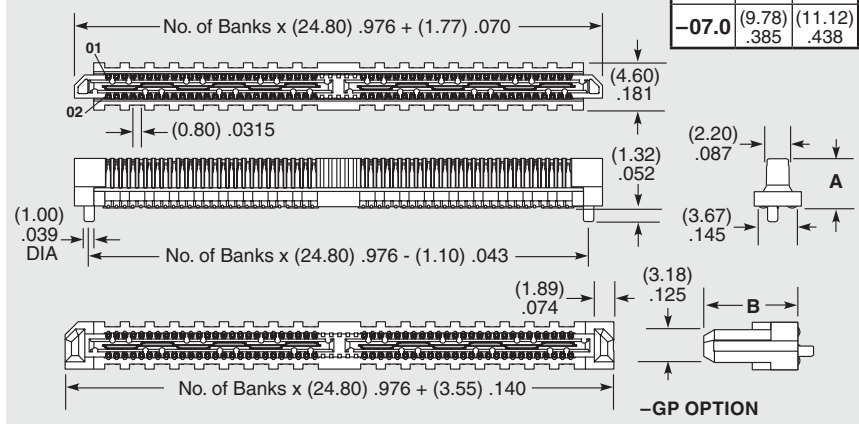 No. of Banks x (24.80) .976 + (1.77) .070
–07.0 (9.78) .385 (11.12) .438
01
02
(4.60)
.181
(0.80) .0315
(1.32)
.052
(2.20)
.087
A
(1.00)
.039
DIA
(3.67)
.145
No. of Banks x (24.80) .976 - (1.10) .043
(1.89)
.074
(3.18)
.125
B
No. of Banks x (24.80) .976 + (3.55) .140
–GP OPTION